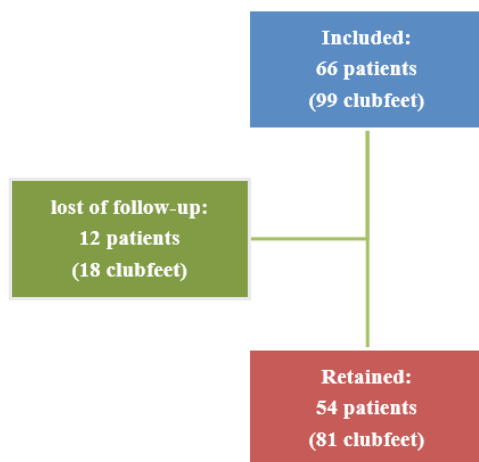 Included:
66 patients
(99 clubfeet)
lost of follow-up:
12 patients
(18 clubfeet)
Retained:
54 patients
(81 clubfeet)